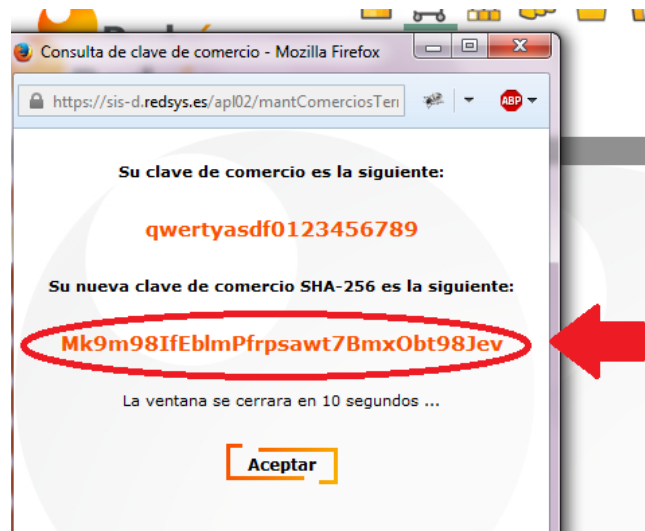 Consulta de clave de comercio - Mozilla Firefox
https://sis-d.redsys.es/apl02/mantComerciosTeri
ABP
Su clave de comercio es la siguiente:
qwertyasdf0123456789
Su nueva clave de comercio SHA-256 es la siguiente:
Mk9m98IfEblmPfrpsawt7BmxObt98Jev
La ventana se cerrara en 10 segundos ...
Aceptar